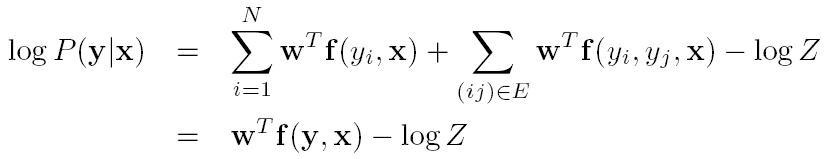 log P(𝐲|𝐱) = ∑_{i=1}^{N} 𝐰^T 𝐟(y_i, 𝐱) + ∑_{(ij)∈E} 𝐰^T 𝐟(y_i, y_j, 𝐱) − log Z
= 𝐰^T 𝐟(𝐲, 𝐱) − log Z